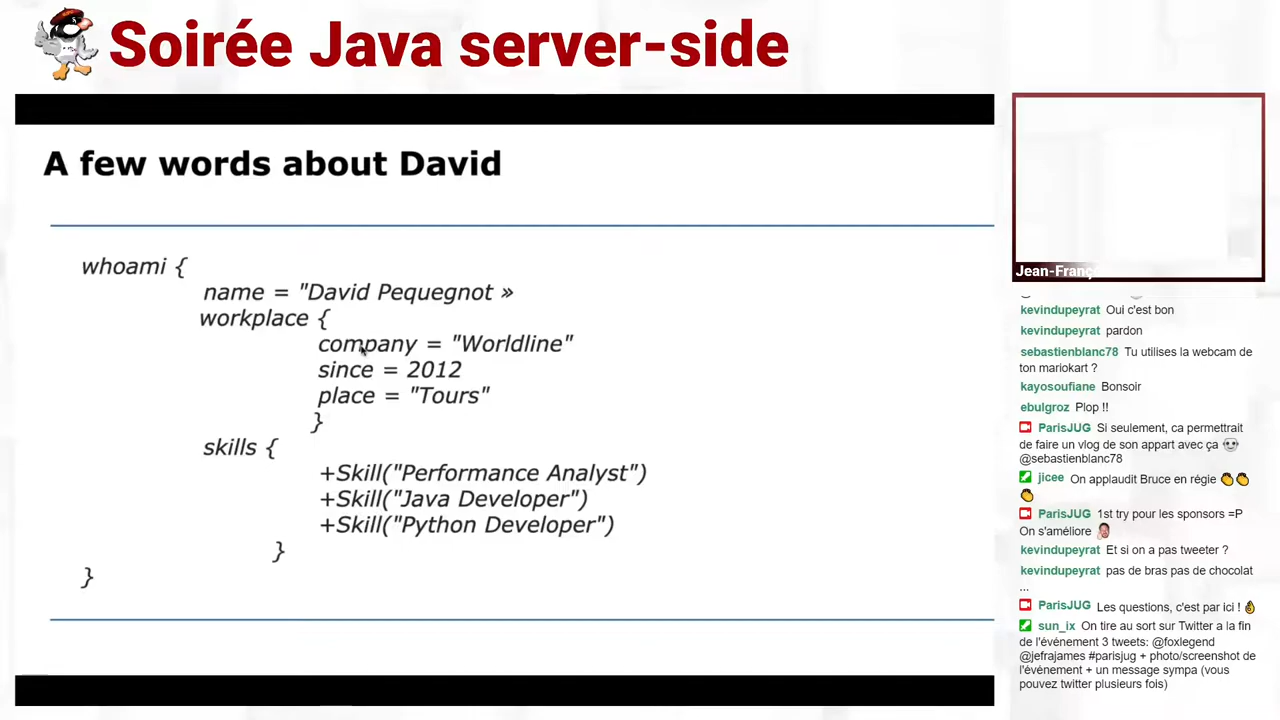 Soirée Java server-side
A few words about David
whoami {
name = "David Pequegnot »
workplace {
company = "Worldline"
since = 2012
place = "Tours"
}
skills {
+Skill("Performance Analyst")
+Skill("Java Developer")
+Skill("Python Developer")
}
}
Jean-Franç
kevindupeyrat Oui c'est bon
kevindupeyrat pardon
sebastienblanc78 Tu utilises la webcam de
ton mariokart ?
kayosoufiane Bonsoir
ebulgroz Plop !!
ParisJUG Si seulement, ca permettrait
de faire un vlog de son appart avec ça
@sebastienblanc78
jicee On applaudit Bruce en régie
ParisJUG 1st try pour les sponsors =P
On s'améliore
kevindupeyrat Et si on a pas tweeter ?
kevindupeyrat pas de bras pas de chocolat
...
ParisJUG Les questions, c'est par ici !
sun_ix On tire au sort sur Twitter a la fin
de l'événement 3 tweets: @foxlegend
@jefrajames #parisjug + photo/screenshot de
l'événement + un message sympa (vous
pouvez twitter plusieurs fois)